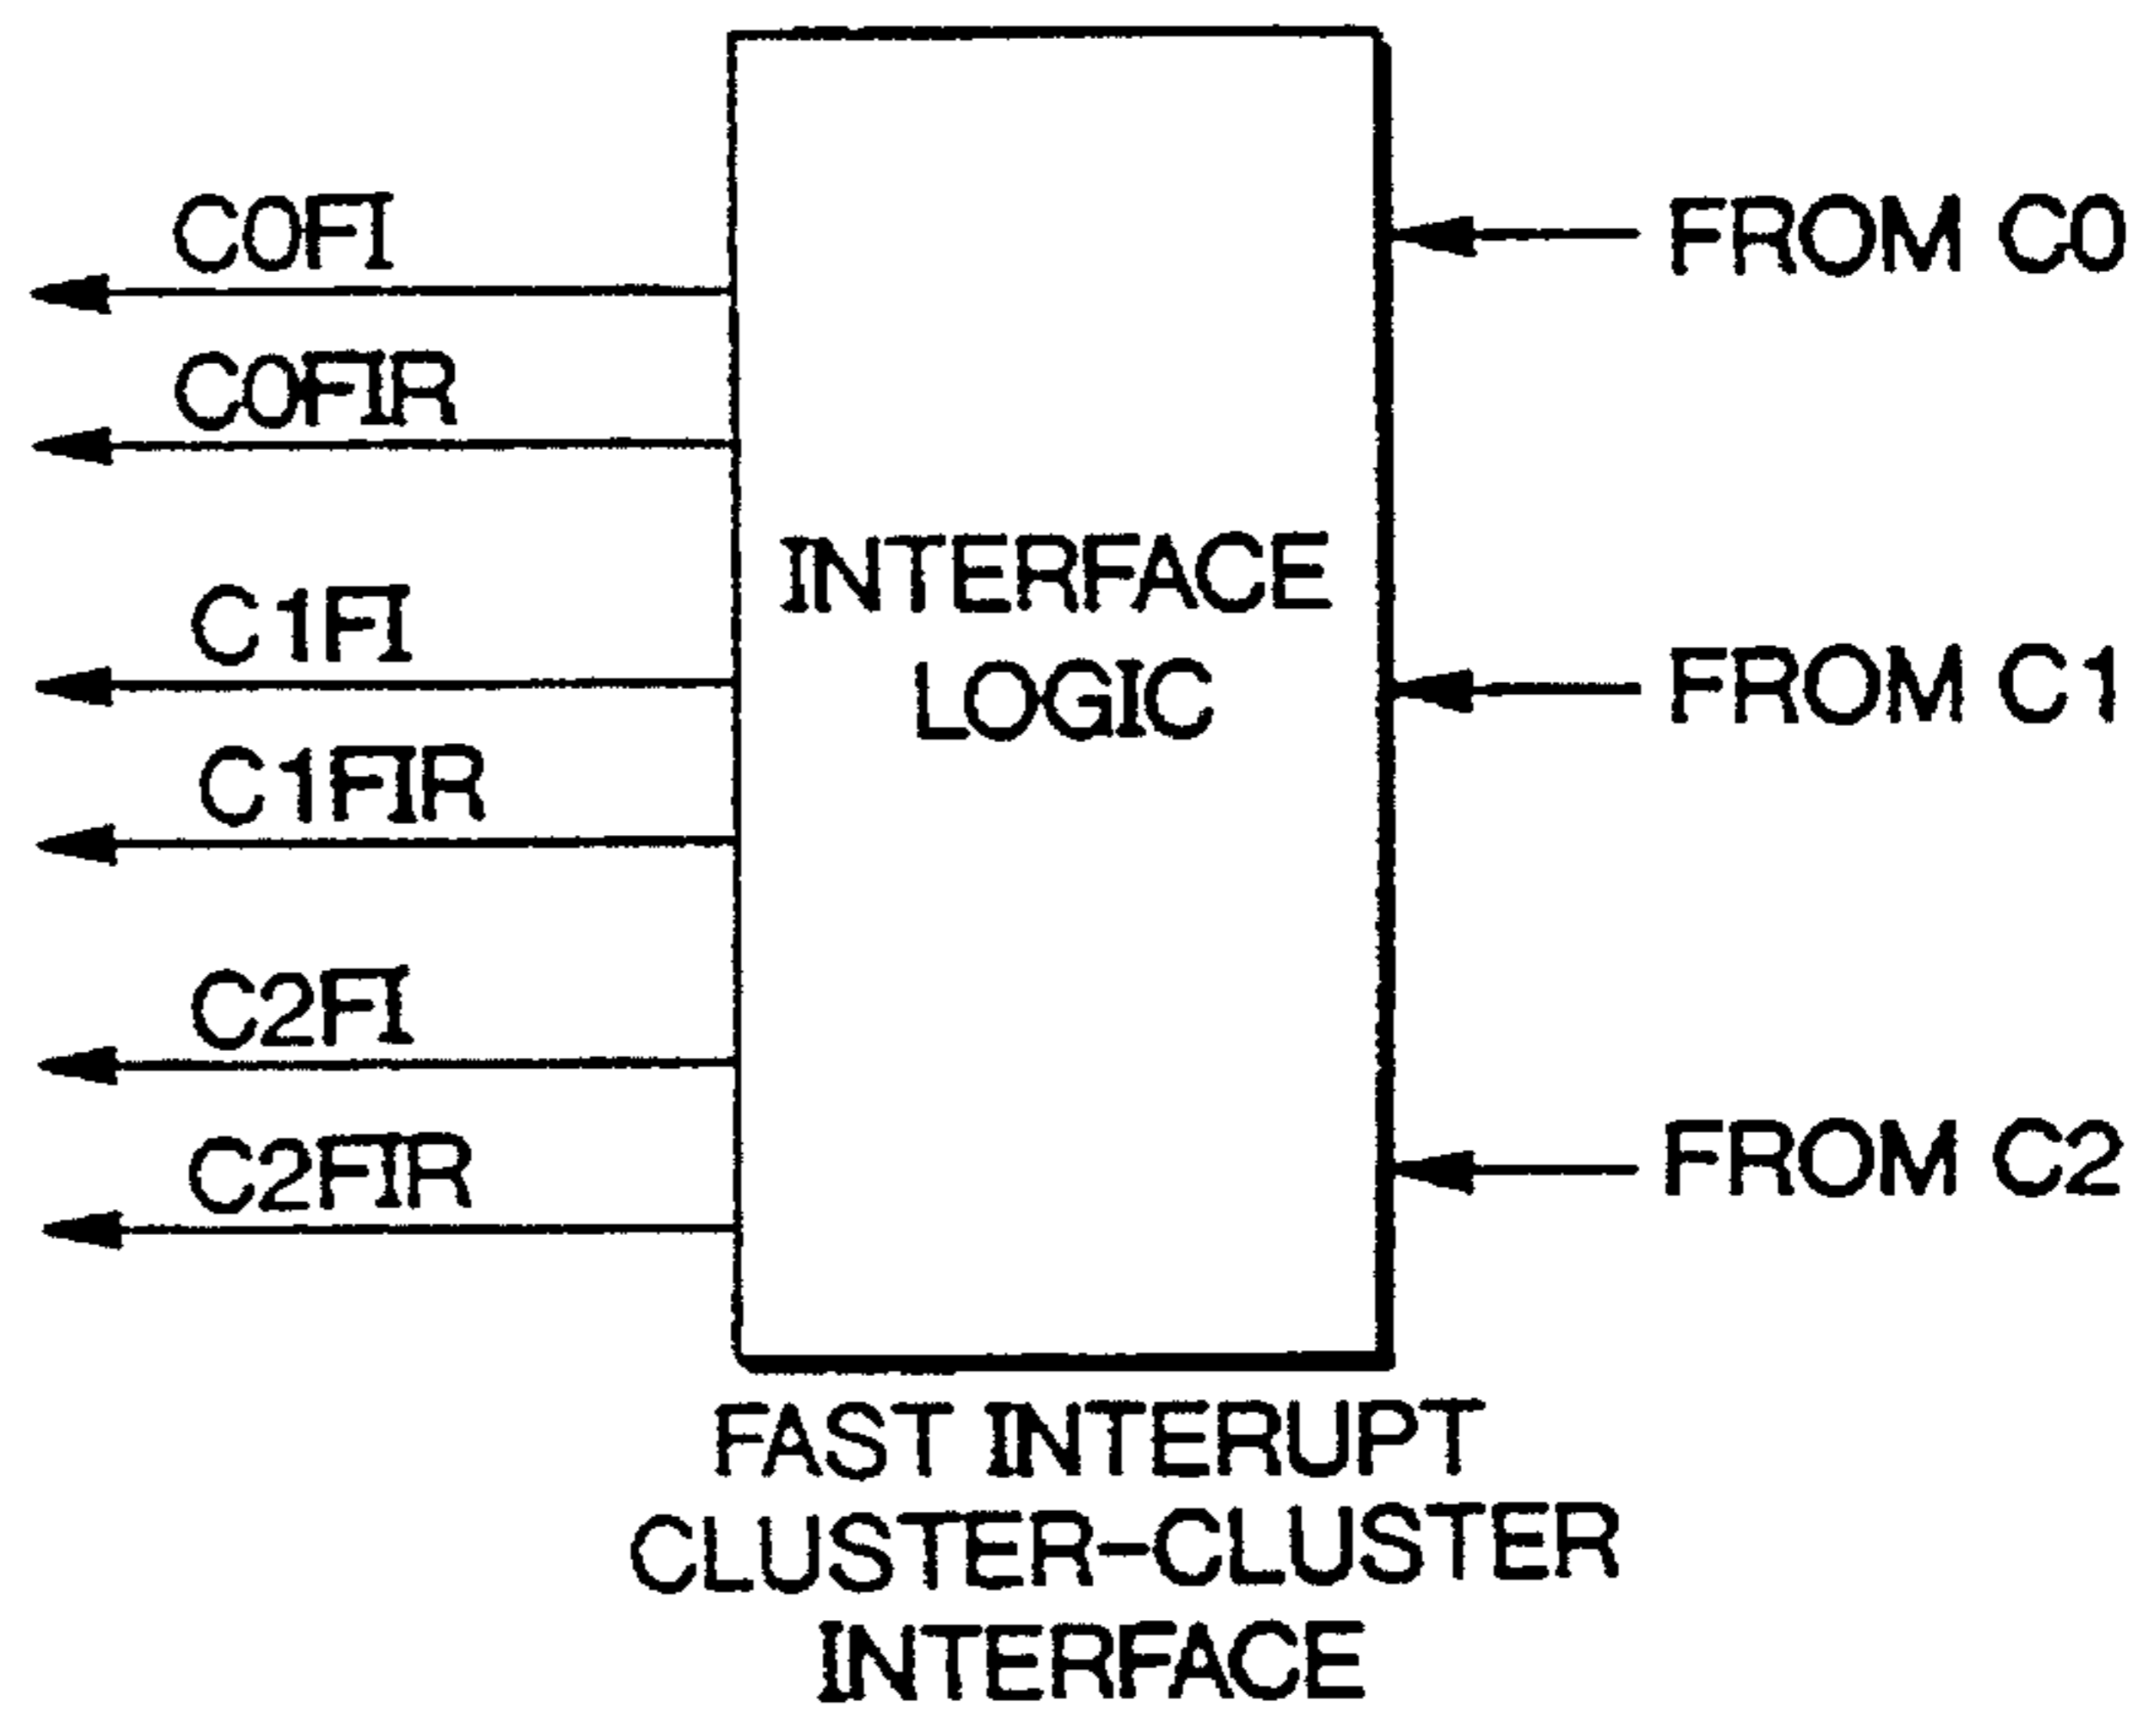 C0FI
FROM C0
C0FIR
INTERFACE
LOGIC
C1FI
FROM C1
C1FIR
C2FI
C2FIR
FROM C2
FAST INTERUPT
CLUSTER-CLUSTER
INTERFACE